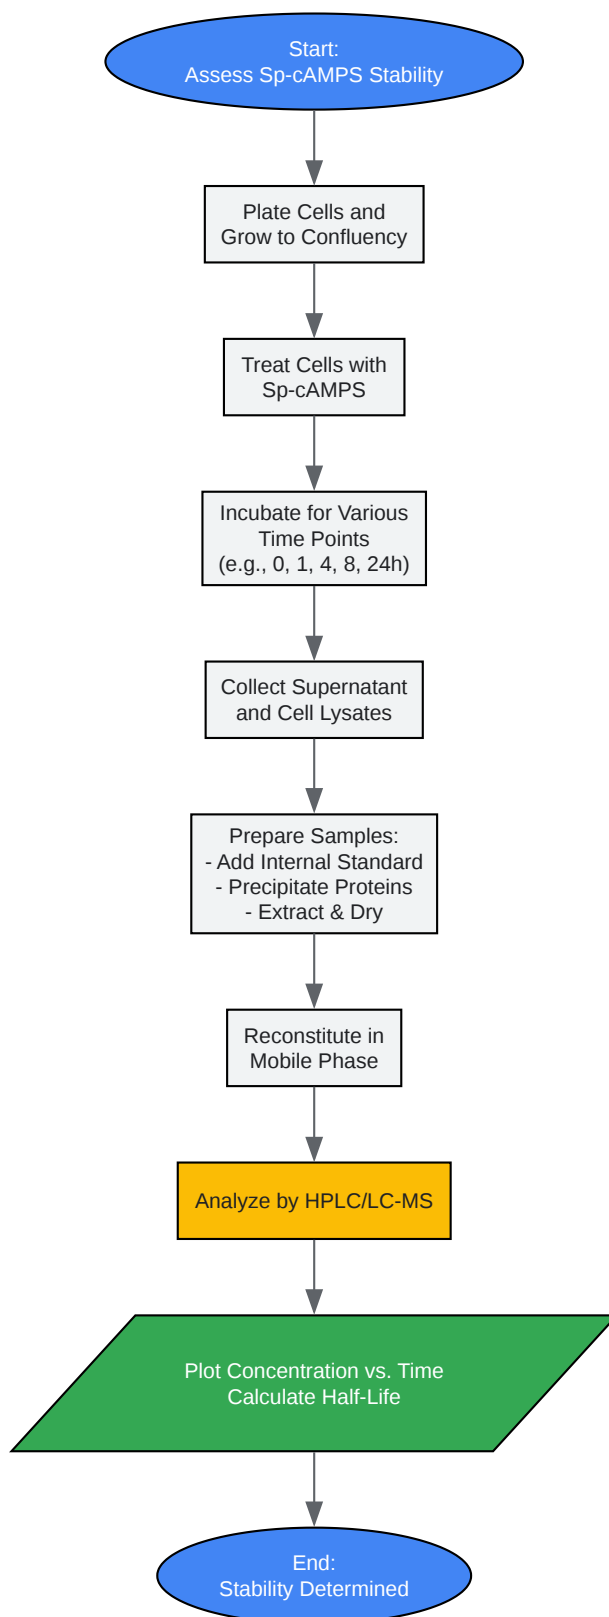 Start:
Assess Sp-cAMPS Stability
Plate Cells and
Grow to Confluency
Treat Cells with
Sp-cAMPS
Incubate for Various
Time Points
(e.g., 0, 1, 4, 8, 24h)
Collect Supernatant
and Cell Lysates
Prepare Samples:
- Add Internal Standard
- Precipitate Proteins
- Extract & Dry
Reconstitute in
Mobile Phase
Analyze by HPLC/LC-MS
Plot Concentration vs. Time
Calculate Half-Life
End:
Stability Determined